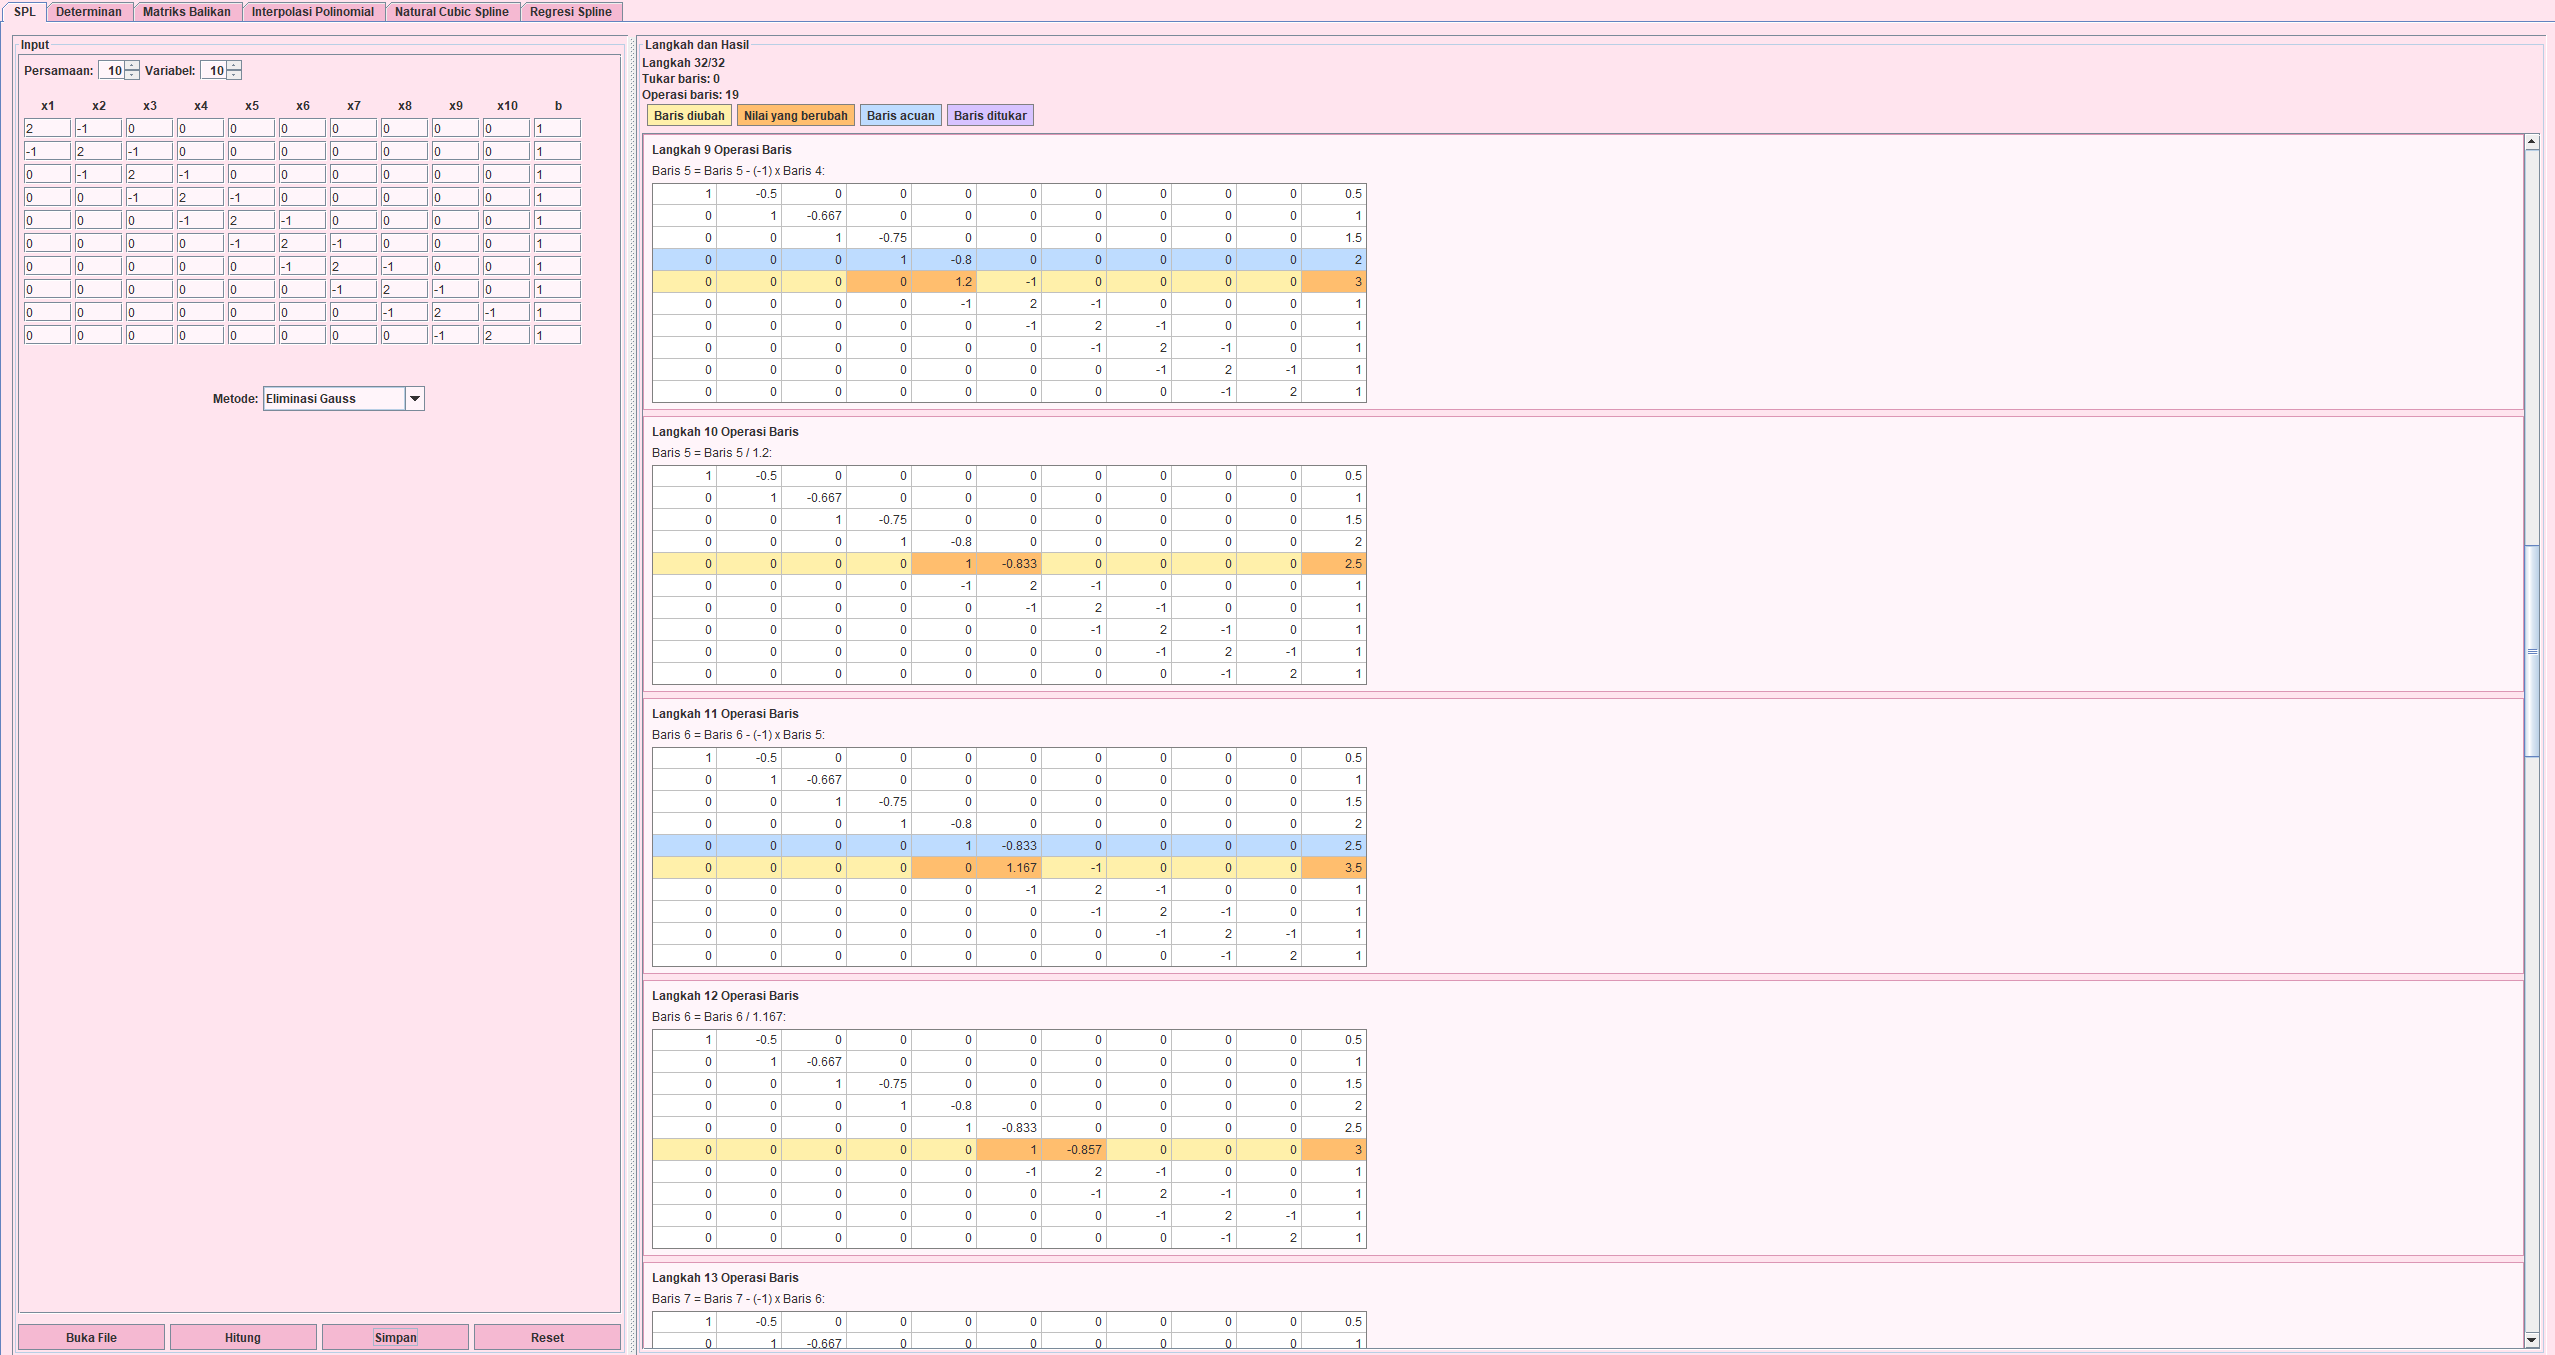 SPL Determinan Matriks Balikan Interpolasi Polinomial Natural Cubic Spline Regresi Spline
Input
Persamaan: 10 Variabel: 10
x1 x2 x3 x4 x5 x6 x7 x8 x9 x10 b
2 -1 0 0 0 0 0 0 0 0 1
-1 2 -1 0 0 0 0 0 0 0 1
0 -1 2 -1 0 0 0 0 0 0 1
0 0 -1 2 -1 0 0 0 0 0 1
0 0 0 -1 2 -1 0 0 0 0 1
0 0 0 0 -1 2 -1 0 0 0 1
0 0 0 0 0 -1 2 -1 0 0 1
0 0 0 0 0 0 -1 2 -1 0 1
0 0 0 0 0 0 0 -1 2 -1 1
0 0 0 0 0 0 0 0 -1 2 1
Metode: Eliminasi Gauss
Buka File Hitung Simpan Reset
Langkah dan Hasil
Langkah 32/32
Tukar baris: 0
Operasi baris: 19
Baris diubah Nilai yang berubah Baris acuan Baris ditukar
Langkah 9 Operasi Baris
Baris 5 = Baris 5 - (-1) x Baris 4:
1 -0.5 0 0 0 0 0 0 0 0 0.5
0 1 -0.667 0 0 0 0 0 0 0 1
0 0 1 -0.75 0 0 0 0 0 0 1.5
0 0 0 1 -0.8 0 0 0 0 0 2
0 0 0 0 1.2 -1 0 0 0 0 3
0 0 0 0 -1 2 -1 0 0 0 1
0 0 0 0 0 -1 2 -1 0 0 1
0 0 0 0 0 0 -1 2 -1 0 1
0 0 0 0 0 0 0 -1 2 -1 1
0 0 0 0 0 0 0 0 -1 2 1
Langkah 10 Operasi Baris
Baris 5 = Baris 5 / 1.2:
1 -0.5 0 0 0 0 0 0 0 0 0.5
0 1 -0.667 0 0 0 0 0 0 0 1
0 0 1 -0.75 0 0 0 0 0 0 1.5
0 0 0 1 -0.8 0 0 0 0 0 2
0 0 0 0 1 -0.833 0 0 0 0 2.5
0 0 0 0 -1 2 -1 0 0 0 1
0 0 0 0 0 -1 2 -1 0 0 1
0 0 0 0 0 0 -1 2 -1 0 1
0 0 0 0 0 0 0 -1 2 -1 1
0 0 0 0 0 0 0 0 -1 2 1
Langkah 11 Operasi Baris
Baris 6 = Baris 6 - (-1) x Baris 5:
1 -0.5 0 0 0 0 0 0 0 0 0.5
0 1 -0.667 0 0 0 0 0 0 0 1
0 0 1 -0.75 0 0 0 0 0 0 1.5
0 0 0 1 -0.8 0 0 0 0 0 2
0 0 0 0 1 -0.833 0 0 0 0 2.5
0 0 0 0 0 1.167 -1 0 0 0 3.5
0 0 0 0 0 -1 2 -1 0 0 1
0 0 0 0 0 0 -1 2 -1 0 1
0 0 0 0 0 0 0 -1 2 -1 1
0 0 0 0 0 0 0 0 -1 2 1
Langkah 12 Operasi Baris
Baris 6 = Baris 6 / 1.167:
1 -0.5 0 0 0 0 0 0 0 0 0.5
0 1 -0.667 0 0 0 0 0 0 0 1
0 0 1 -0.75 0 0 0 0 0 0 1.5
0 0 0 1 -0.8 0 0 0 0 0 2
0 0 0 0 1 -0.833 0 0 0 0 2.5
0 0 0 0 0 1 -0.857 0 0 0 3
0 0 0 0 0 -1 2 -1 0 0 1
0 0 0 0 0 0 -1 2 -1 0 1
0 0 0 0 0 0 0 -1 2 -1 1
0 0 0 0 0 0 0 0 -1 2 1
Langkah 13 Operasi Baris
Baris 7 = Baris 7 - (-1) x Baris 6:
1 -0.5 0 0 0 0 0 0 0 0 0.5
0 1 -0.667 0 0 0 0 0 0 0 1